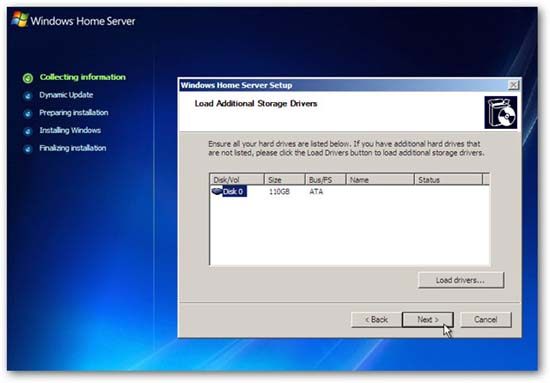 Windows Home Server
Collecting information
Dynamic Update
Preparing installation
Installing Windows
Finalizing installation
Windows Home Server Setup
Load Additional Storage Drivers
Ensure all your hard drives are listed below. If you have additional hard drives that
are not listed, please click the Load Drivers button to load additional storage drivers.
Disk/Vol Size Bus/FS Name Status
Disk 0 110GB ATA
Load drivers...
< Back Next > Cancel